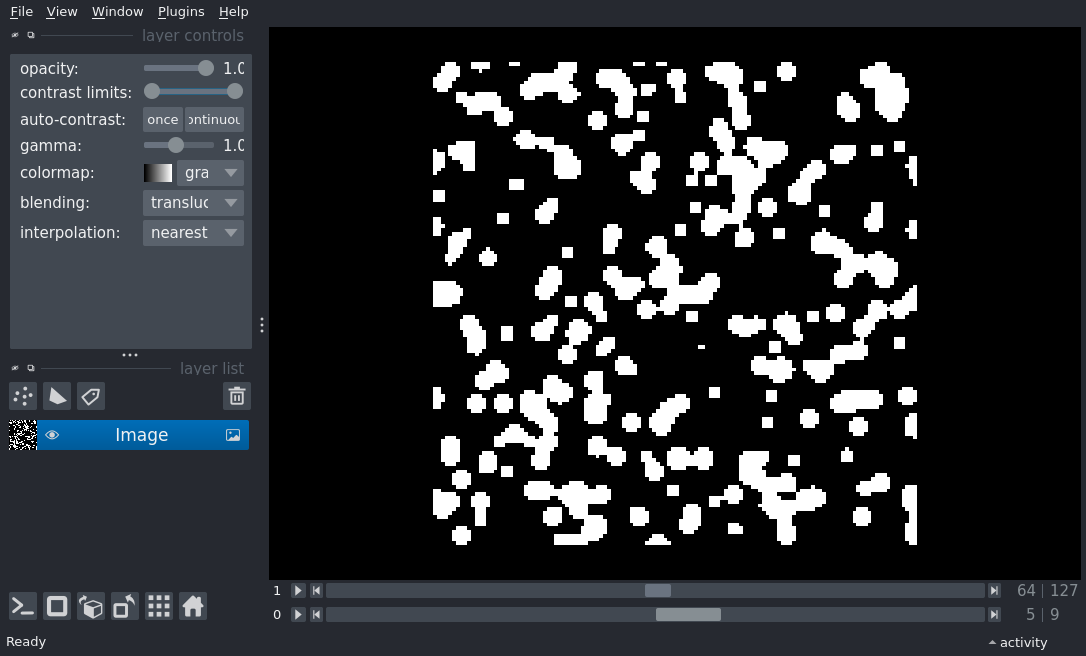 File View Window Plugins Help
layer controls
opacity: 1.0
contrast limits:
auto-contrast: once ontinuou
gamma: 1.0
colormap: gra
blending: transluc
interpolation: nearest
layer list
Image
1 64 | 127
0 5 | 9
Ready activity